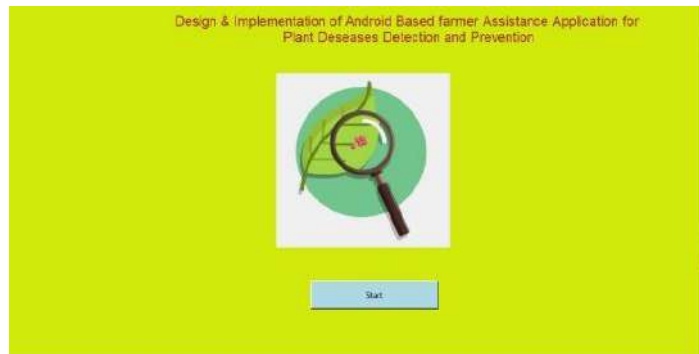 Design & Implementation of Android Based farmer Assistance Application for
Plant Deseases Detection and Prevention
Start